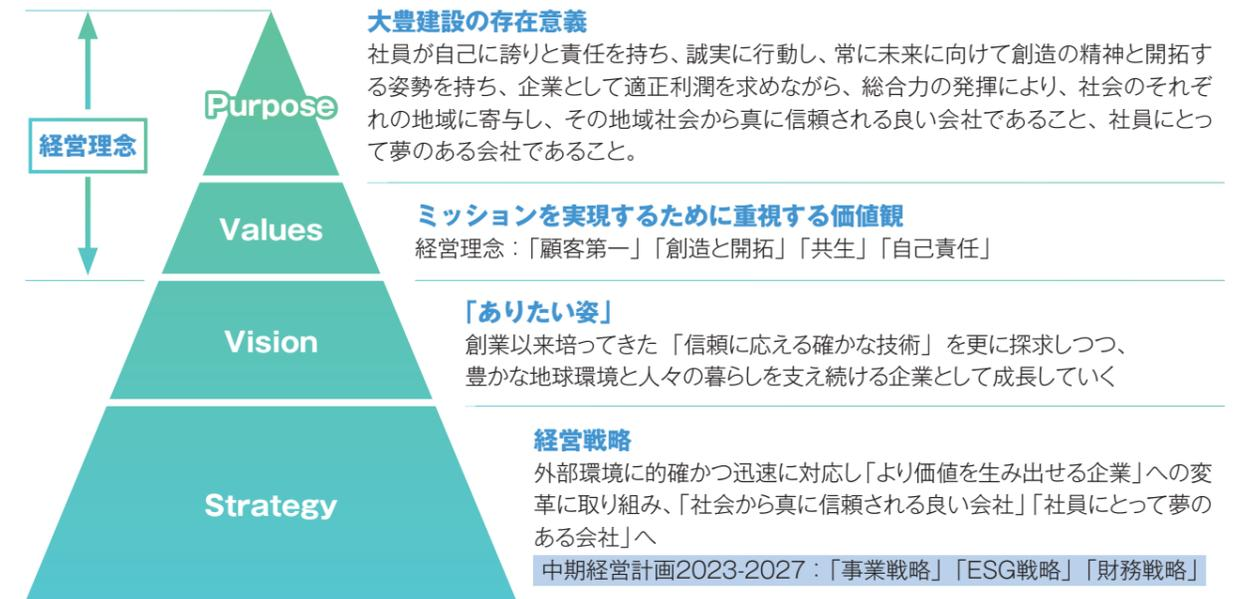 大豊建設の存在意義
社員が自己に誇りと責任を持ち、誠実に行動し、常に未来に向けて創造の精神と開拓す
る姿勢を持ち、企業として適正利潤を求めながら、総合力の発揮により、社会のそれぞ
れの地域に寄与し、その地域社会から真に信頼される良い会社であること、社員にとっ
て夢のある会社であること。
Purpose
経営理念
Values
ミッションを実現するために重視する価値観
経営理念：「顧客第一」「創造と開拓」「共生」「自己責任」
Vision
「ありたい姿」
創業以来培ってきた「信頼に応える確かな技術」を更に探求しつつ、
豊かな地球環境と人々の暮らしを支え続ける企業として成長していく
Strategy
経営戦略
外部環境に的確かつ迅速に対応し「より価値を生み出せる企業」への変
革に取り組み、「社会から真に信頼される良い会社」「社員にとって夢の
ある会社」へ
中期経営計画2023-2027：「事業戦略」「ESG戦略」「財務戦略」